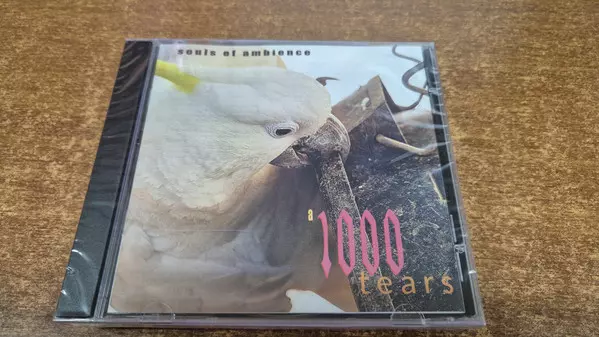 souls of ambience
a
1000
tears